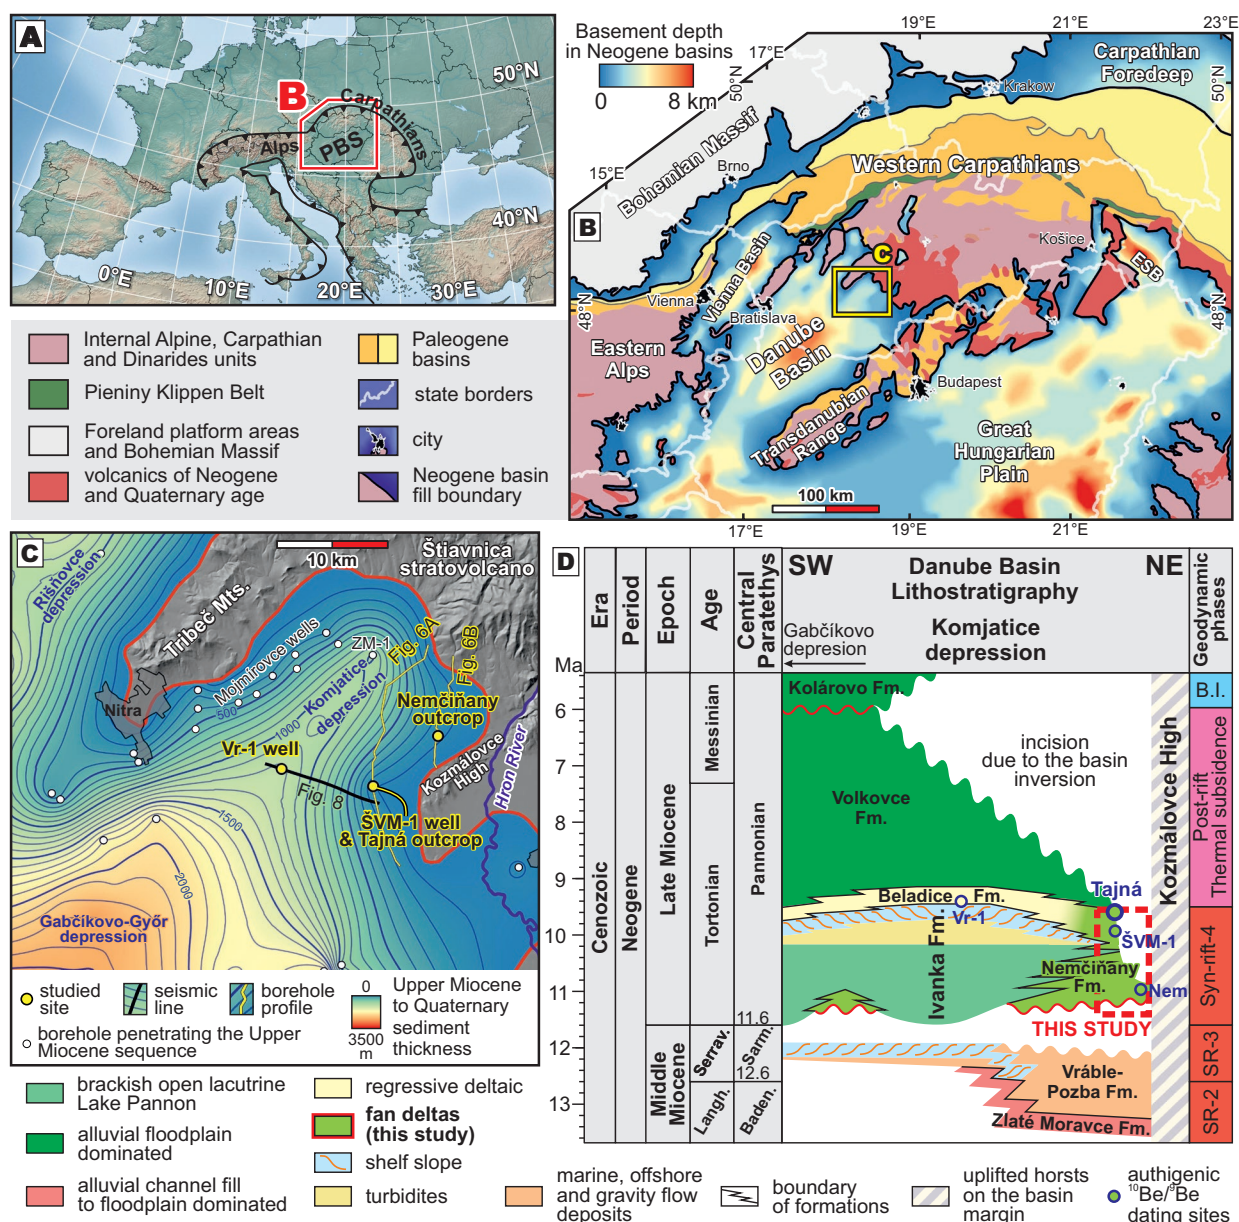 A
B
Carpathians
Alps
PBS
50°N
40°N
0°E
10°E
20°E
30°E
Basement depth
in Neogene basins
0
8 km
17°E
19°E
21°E
23°E
50°N
50°N
15°E
48°N
48°N
17°E
19°E
21°E
B
Carpathian
Foredeep
Krakow
Bohemian Massif
Brno
Western Carpathians
Košice
ESB
C
Vienna Basin
Vienna
Bratislava
Danube
Basin
Eastern
Alps
Budapest
Transdanubian
Range
Great
Hungarian
Plain
100 km
Internal Alpine, Carpathian
and Dinarides units
Pieniny Klippen Belt
Foreland platform areas
and Bohemian Massif
volcanics of Neogene
and Quaternary age
Paleogene
basins
state borders
city
Neogene basin
fill boundary
C
10 km
Štiavnica
stratovolcano
Rišňovce
depression
Tribeč Mts.
Mojmírovce wells
ZM-1
Fig. 6A
Fig. 6B
Komjatice
depression
Nemčiňany
outcrop
Nitra
500
1000
Vr-1 well
Fig. 8
Kozmálovce
High
Hron River
ŠVM-1 well
& Tajná outcrop
1500
2000
Gabčíkovo-Győr
depression
studied
site
seismic
line
borehole
profile
0
3500
m
Upper Miocene
to Quaternary
sediment
thickness
borehole penetrating the Upper
Miocene sequence
D
Era
Period
Epoch
Age
Central
Paratethys
SW
Danube Basin
Lithostratigraphy
NE
Komjatice
depression
Gabčíkovo
depresion
Geodynamic
phases
Ma
6
7
8
9
10
11
12
13
Cenozoic
Neogene
Late Miocene
Middle
Miocene
Messinian
Tortonian
Serrav.
Langh.
Pannonian
11.6
Sarm.
12.6
Baden.
Kolárovo Fm.
incision
due to the basin
inversion
Volkovce
Fm.
Beladice Fm.
Vr-1
Ivanka Fm.
Tajná
ŠVM-1
Nemčiňany
Fm.
Nem
THIS STUDY
Vráble-
Pozba Fm.
Zlaté Moravce Fm.
Kozmálovce High
B.I.
Post-rift
Thermal subsidence
Syn-rift-4
SR-3
SR-2
brackish open lacutrine
Lake Pannon
alluvial floodplain
dominated
alluvial channel fill
to floodplain dominated
regressive deltaic
fan deltas
(this study)
shelf slope
turbidites
marine, offshore
and gravity flow
deposits
boundary
of formations
uplifted horsts
on the basin
margin
authigenic
¹⁰Be/⁹Be
dating sites